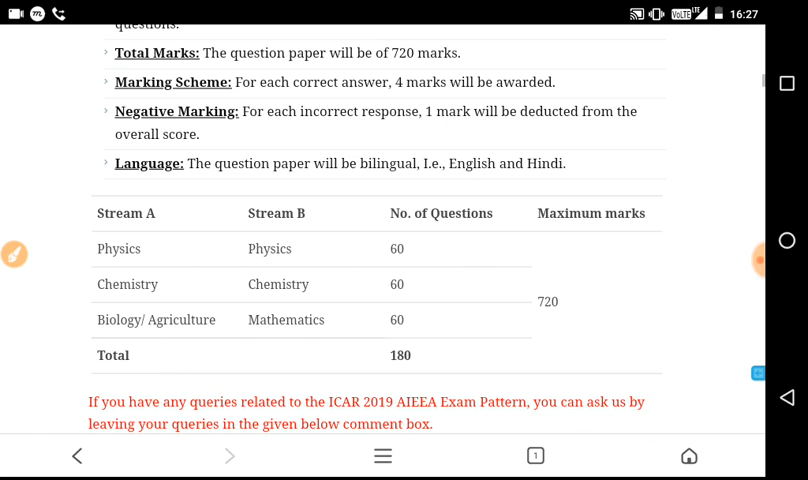 VoLTE LTE 16:27
questions.
Total Marks: The question paper will be of 720 marks.
Marking Scheme: For each correct answer, 4 marks will be awarded.
Negative Marking: For each incorrect response, 1 mark will be deducted from the
overall score.
Language: The question paper will be bilingual, I.e., English and Hindi.
Stream A Stream B No. of Questions Maximum marks
Physics Physics 60
Chemistry Chemistry 60
720
Biology/ Agriculture Mathematics 60
Total 180
If you have any queries related to the ICAR 2019 AIEEA Exam Pattern, you can ask us by
leaving your queries in the given below comment box.
1